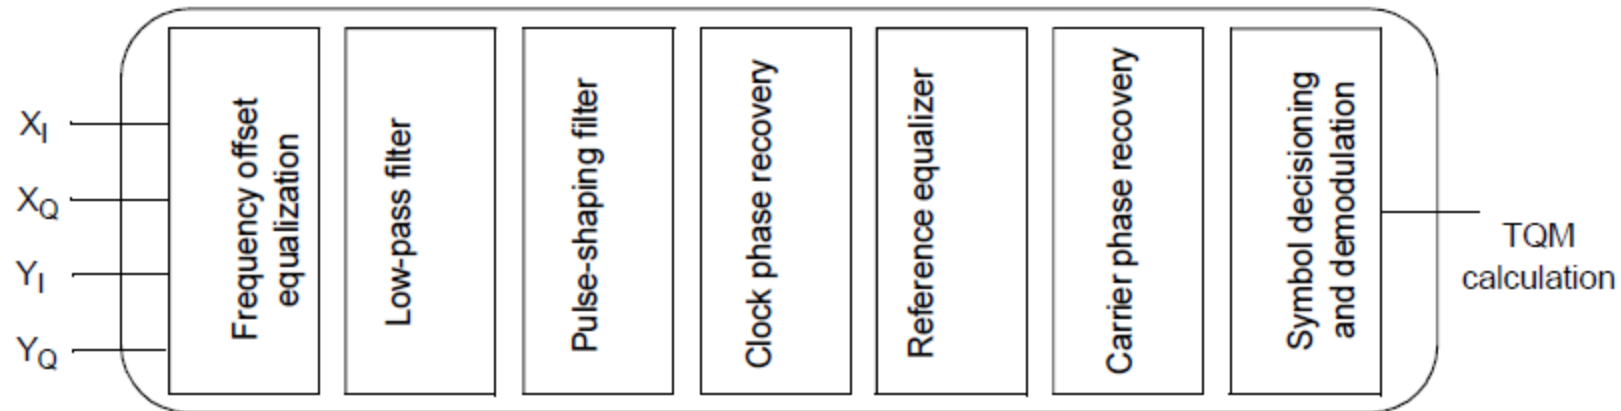 X_I
X_Q
Y_I
Y_Q
Frequency offset
equalization
Low-pass filter
Pulse-shaping filter
Clock phase recovery
Reference equalizer
Carrier phase recovery
Symbol decisioning
and demodulation
TQM
calculation